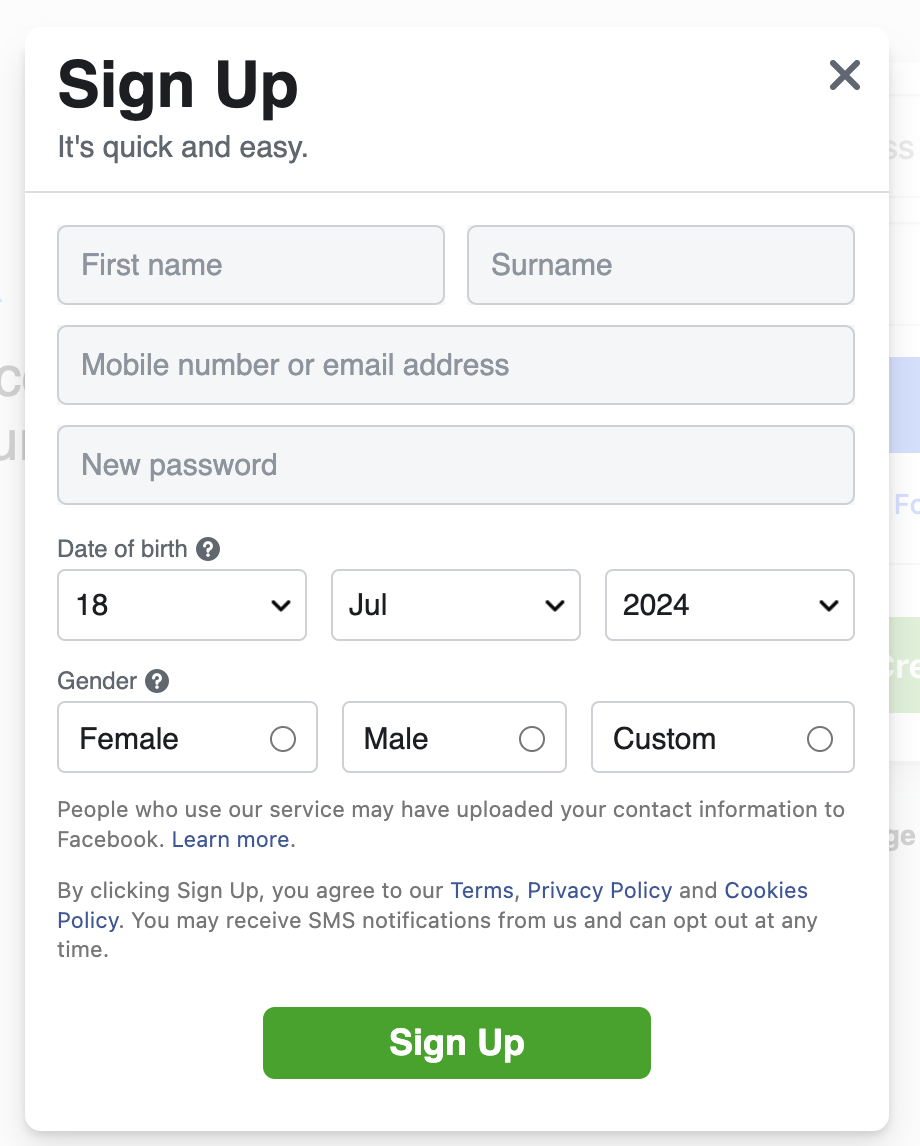 Sign Up
It's quick and easy.
First name
Surname
Mobile number or email address
New password
Date of birth ?
18
Jul
2024
Gender ?
Female
Male
Custom
People who use our service may have uploaded your contact information to
Facebook. Learn more.
By clicking Sign Up, you agree to our Terms, Privacy Policy and Cookies
Policy. You may receive SMS notifications from us and can opt out at any
time.
Sign Up